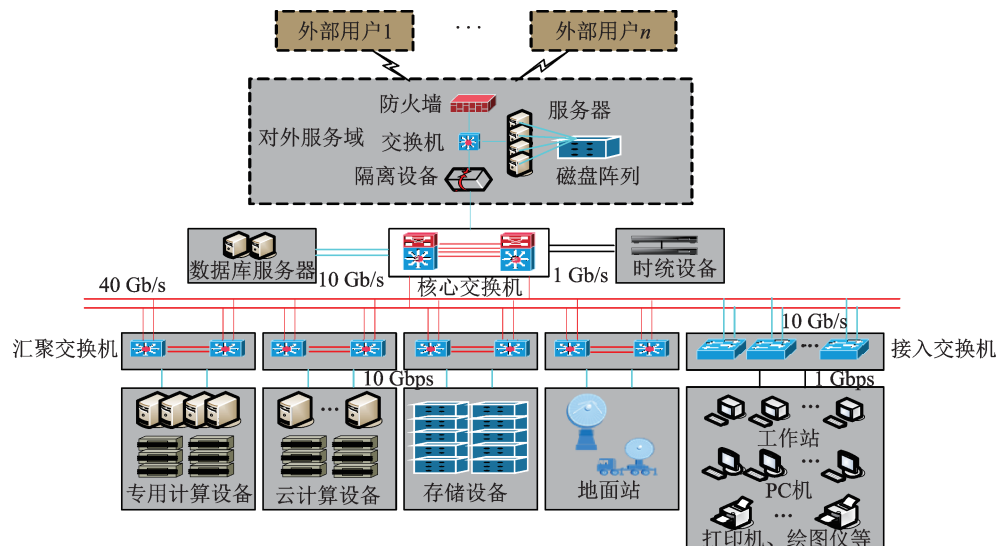 外部用户1
···
外部用户n
防火墙
服务器
对外服务域
交换机
隔离设备
磁盘阵列
数据库服务器
10 Gb/s
1 Gb/s
时统设备
40 Gb/s
核心交换机
10 Gb/s
汇聚交换机
···
接入交换机
10 Gbps
1 Gbps
···
···
工作站
···
专用计算设备
云计算设备
存储设备
地面站
PC机
···
打印机、绘图仪等